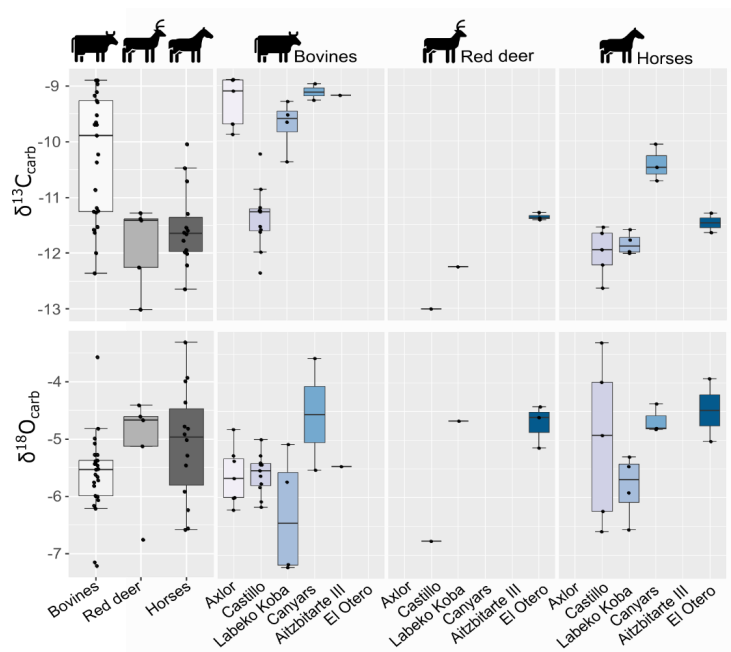 Bovines
Red deer
Horses
δ13Ccarb
-9
-10
-11
-12
-13
δ18Ocarb
-4
-5
-6
-7
Bovines
Red deer
Horses
Axlor
Castillo
Labeko Koba
Canyars
Aitzbitarte III
El Otero
Axlor
Castillo
Labeko Koba
Canyars
Aitzbitarte III
El Otero
Axlor
Castillo
Labeko Koba
Canyars
Aitzbitarte III
El Otero